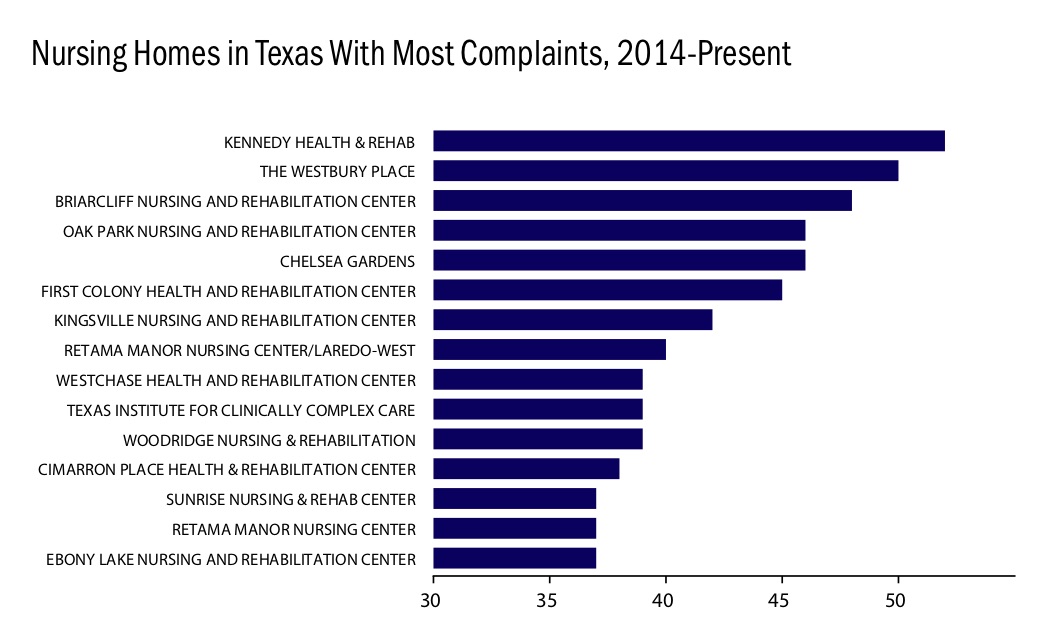 Nursing Homes in Texas With Most Complaints, 2014-Present
KENNEDY HEALTH & REHAB
THE WESTBURY PLACE
BRIARCLIFF NURSING AND REHABILITATION CENTER
OAK PARK NURSING AND REHABILITATION CENTER
CHELSEA GARDENS
FIRST COLONY HEALTH AND REHABILITATION CENTER
KINGSVILLE NURSING AND REHABILITATION CENTER
RETAMA MANOR NURSING CENTER/LAREDO-WEST
WESTCHASE HEALTH AND REHABILITATION CENTER
TEXAS INSTITUTE FOR CLINICALLY COMPLEX CARE
WOODRIDGE NURSING & REHABILITATION
CIMARRON PLACE HEALTH & REHABILITATION CENTER
SUNRISE NURSING & REHAB CENTER
RETAMA MANOR NURSING CENTER
EBONY LAKE NURSING AND REHABILITATION CENTER
30 35 40 45 50